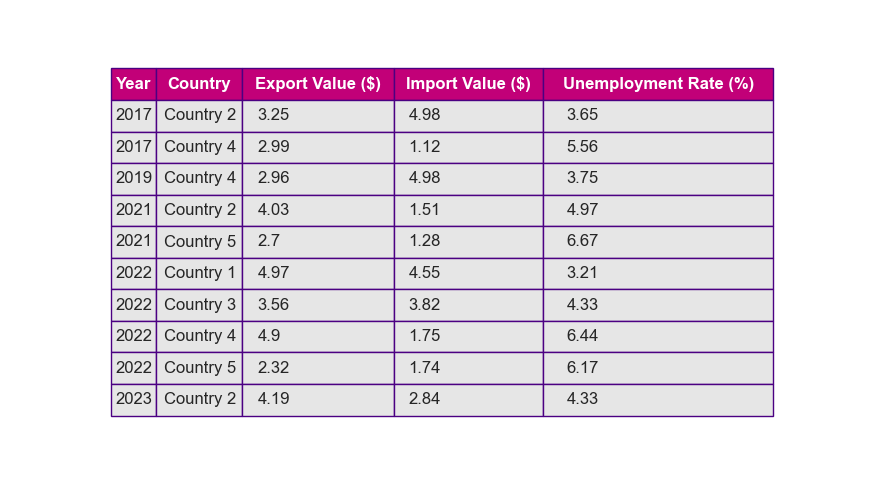 Year Country Export Value ($) Import Value ($) Unemployment Rate (%)
2017 Country 2 3.25 4.98 3.65
2017 Country 4 2.99 1.12 5.56
2019 Country 4 2.96 4.98 3.75
2021 Country 2 4.03 1.51 4.97
2021 Country 5 2.7 1.28 6.67
2022 Country 1 4.97 4.55 3.21
2022 Country 3 3.56 3.82 4.33
2022 Country 4 4.9 1.75 6.44
2022 Country 5 2.32 1.74 6.17
2023 Country 2 4.19 2.84 4.33